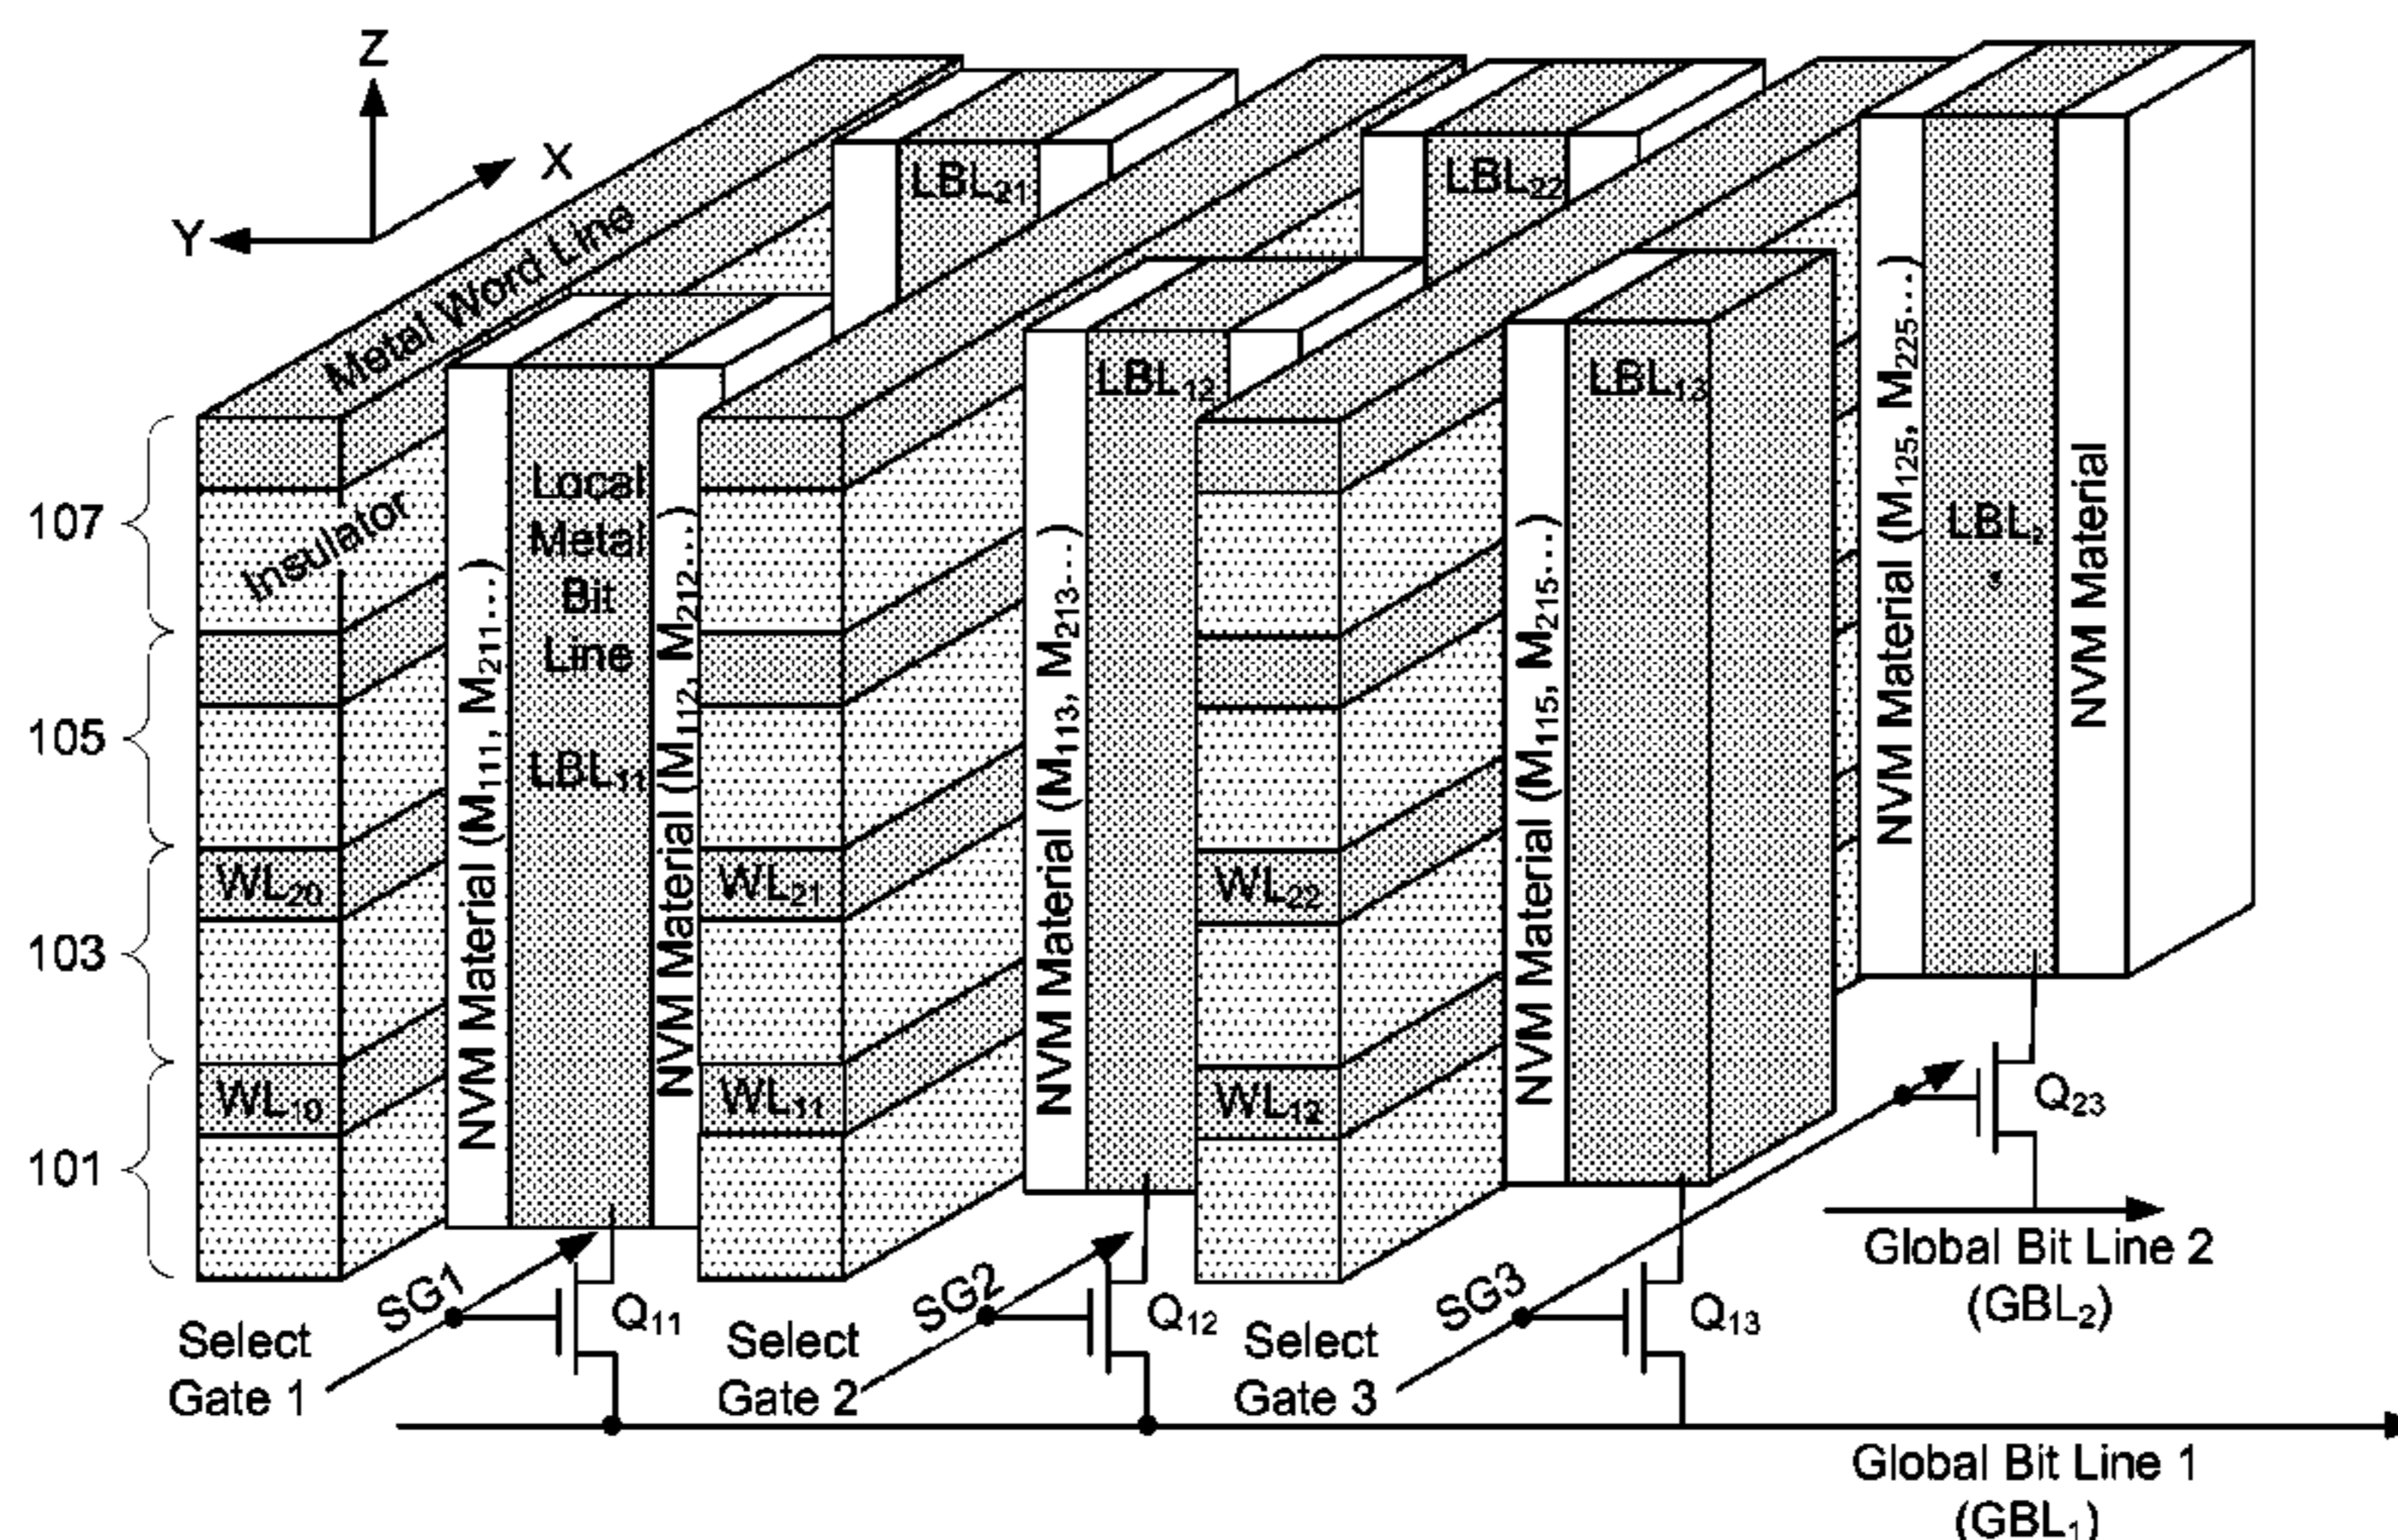 Z
X
Y
Metal Word Line
LBL₂₁
LBL₂₂
LBL₁₂
LBL₁₃
107
105
103
101
Insulator
Local
Metal
Bit
Line
LBL₁₁
NVM Material (M₁₁₁, M₂₁₁...)
NVM Material (M₁₁₂, M₂₁₂...)
NVM Material (M₁₁₃, M₂₁₃...)
NVM Material (M₁₁₅, M₂₁₅...)
NVM Material (M₁₂₅, M₂₂₅...)
LBL₂
NVM Material
WL₂₀
WL₂₁
WL₂₂
WL₁₀
WL₁₁
WL₁₂
Q₂₃
Global Bit Line 2
(GBL₂)
SG1
Q₁₁
SG2
Q₁₂
SG3
Q₁₃
Select
Gate 1
Select
Gate 2
Select
Gate 3
Global Bit Line 1
(GBL₁)